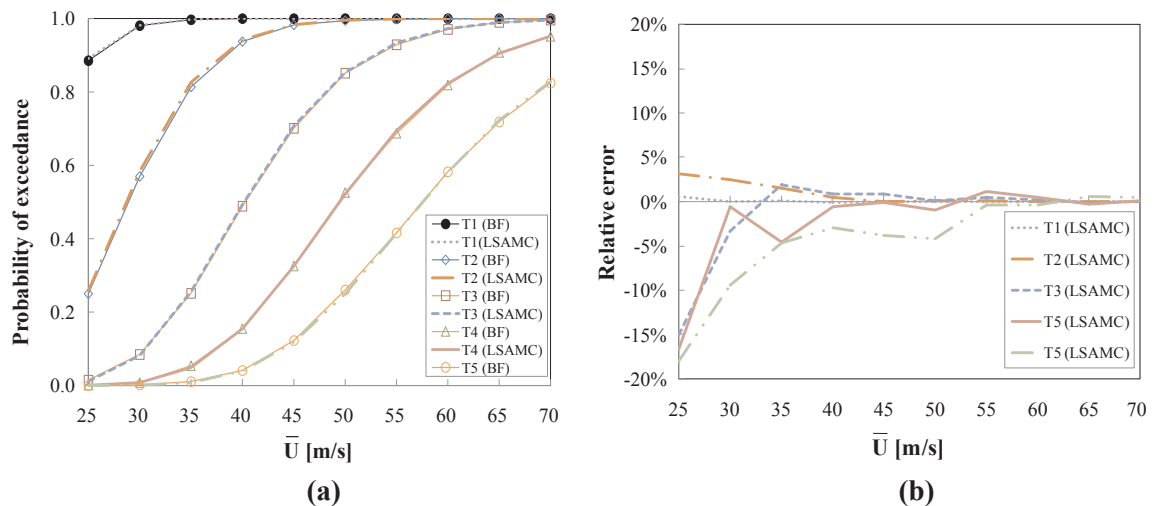 Probability of exceedance
1.0
0.8
0.6
0.4
0.2
0.0
25 30 35 40 45 50 55 60 65 70
U̅ [m/s]
T1 (BF)
T1(LSAMC)
T2 (BF)
T2 (LSAMC)
T3 (BF)
T3 (LSAMC)
T4 (BF)
T4 (LSAMC)
T5 (BF)
(a)
Relative error
20%
15%
10%
5%
0%
-5%
-10%
-15%
-20%
25 30 35 40 45 50 55 60 65 70
U̅ [m/s]
T1 (LSAMC)
T2 (LSAMC)
T3 (LSAMC)
T5 (LSAMC)
T5 (LSAMC)
(b)